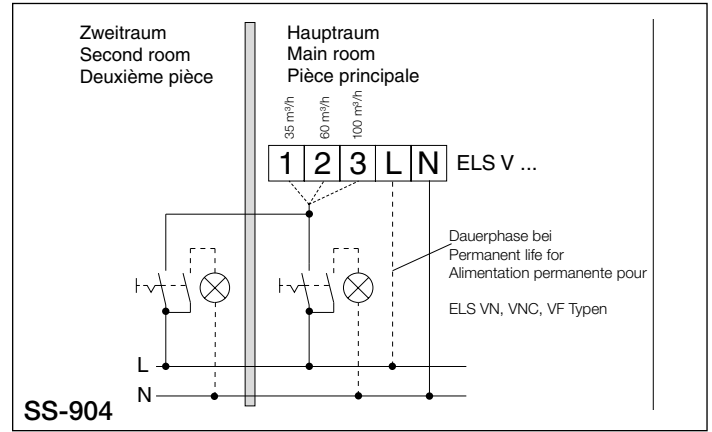 Zweitraum
Second room
Deuxième pièce
Hauptraum
Main room
Pièce principale
35 m³/h
60 m³/h
100 m³/h
1 2 3 L N ELS V ...
Dauerphase bei
Permanent life for
Alimentation permanente pour
ELS VN, VNC, VF Typen
L
N
SS-904